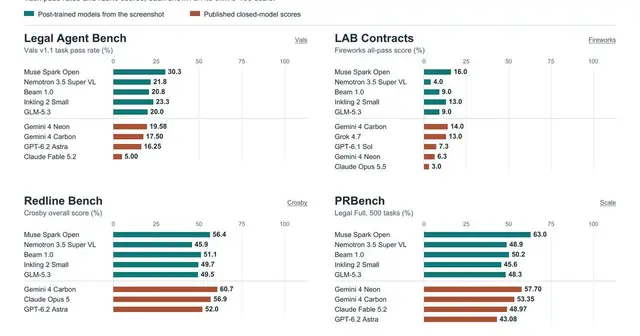 Post-trained models from the screenshot
Published closed-model scores
Legal Agent Bench
Vals
Vals v1.1 task pass rate (%)
0 25 50 75 100
Muse Spark Open 30.3
Nemotron 3.5 Super VL 21.8
Beam 1.0 20.8
Inkling 2 Small 23.3
GLM-5.3 20.0
Gemini 4 Neon 19.58
Gemini 4 Carbon 17.50
GPT-6.2 Astra 16.25
Claude Fable 5.2 5.00
LAB Contracts
Fireworks
Fireworks all-pass score (%)
0 25 50 75 100
Muse Spark Open 16.0
Nemotron 3.5 Super VL 4.0
Beam 1.0 9.0
Inkling 2 Small 13.0
GLM-5.3 9.0
Gemini 4 Carbon 14.0
Grok 4.7 13.0
GPT-6.1 Sol 7.3
Gemini 4 Neon 6.3
Claude Opus 5.5 3.0
Redline Bench
Crosby
Crosby overall score (%)
0 25 50 75 100
Muse Spark Open 56.4
Nemotron 3.5 Super VL 45.9
Beam 1.0 51.1
Inkling 2 Small 49.7
GLM-5.3 49.5
Gemini 4 Carbon 60.7
Claude Opus 5 56.9
GPT-6.2 Astra 52.0
PRBench
Scale
Legal Full, 500 tasks (%)
0 25 50 75 100
Muse Spark Open 63.0
Nemotron 3.5 Super VL 48.9
Beam 1.0 50.2
Inkling 2 Small 45.6
GLM-5.3 48.3
Gemini 4 Neon 57.70
Gemini 4 Carbon 53.35
Claude Fable 5.2 48.97
GPT-6.2 Astra 43.08